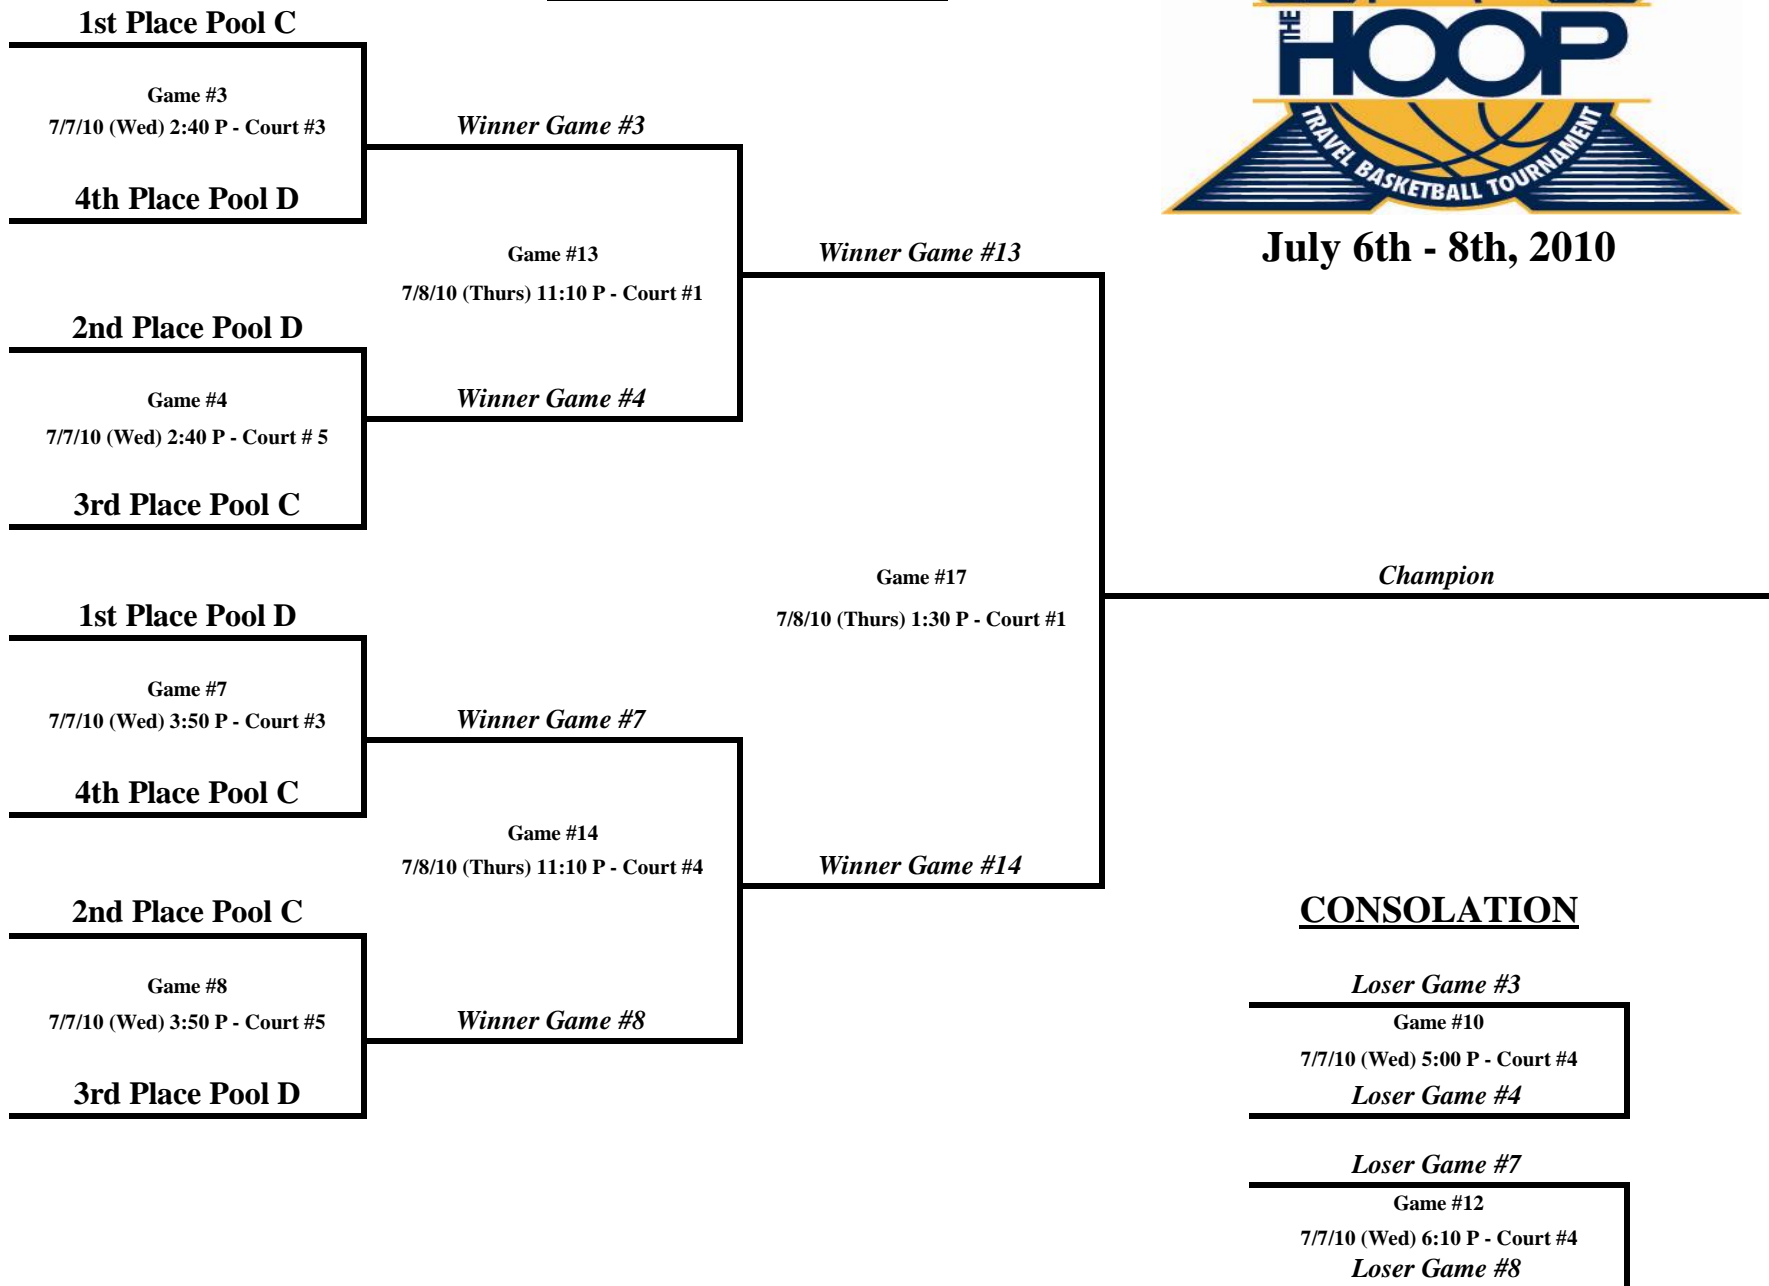 THE
HOOP
TRAVEL BASKETBALL TOURNAMENT
July 6th - 8th, 2010
1st Place Pool C
Game #3
7/7/10 (Wed) 2:40 P - Court #3
4th Place Pool D
Winner Game #3
Game #13
7/8/10 (Thurs) 11:10 P - Court #1
Winner Game #13
2nd Place Pool D
Game #4
7/7/10 (Wed) 2:40 P - Court # 5
3rd Place Pool C
Winner Game #4
Game #17
7/8/10 (Thurs) 1:30 P - Court #1
Champion
1st Place Pool D
Game #7
7/7/10 (Wed) 3:50 P - Court #3
4th Place Pool C
Winner Game #7
Game #14
7/8/10 (Thurs) 11:10 P - Court #4
Winner Game #14
2nd Place Pool C
Game #8
7/7/10 (Wed) 3:50 P - Court #5
3rd Place Pool D
Winner Game #8
CONSOLATION
Loser Game #3
Game #10
7/7/10 (Wed) 5:00 P - Court #4
Loser Game #4
Loser Game #7
Game #12
7/7/10 (Wed) 6:10 P - Court #4
Loser Game #8